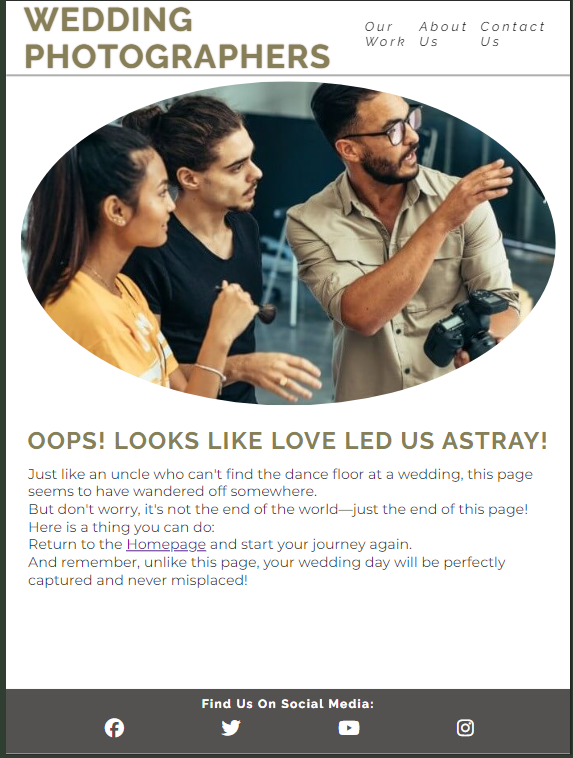 WEDDING
PHOTOGRAPHERS
Our
Work
About
Us
Contact
Us
OOPS! LOOKS LIKE LOVE LED US ASTRAY!
Just like an uncle who can't find the dance floor at a wedding, this page
seems to have wandered off somewhere.
But don't worry, it's not the end of the world—just the end of this page!
Here is a thing you can do:
Return to the Homepage and start your journey again.
And remember, unlike this page, your wedding day will be perfectly
captured and never misplaced!
Find Us On Social Media: